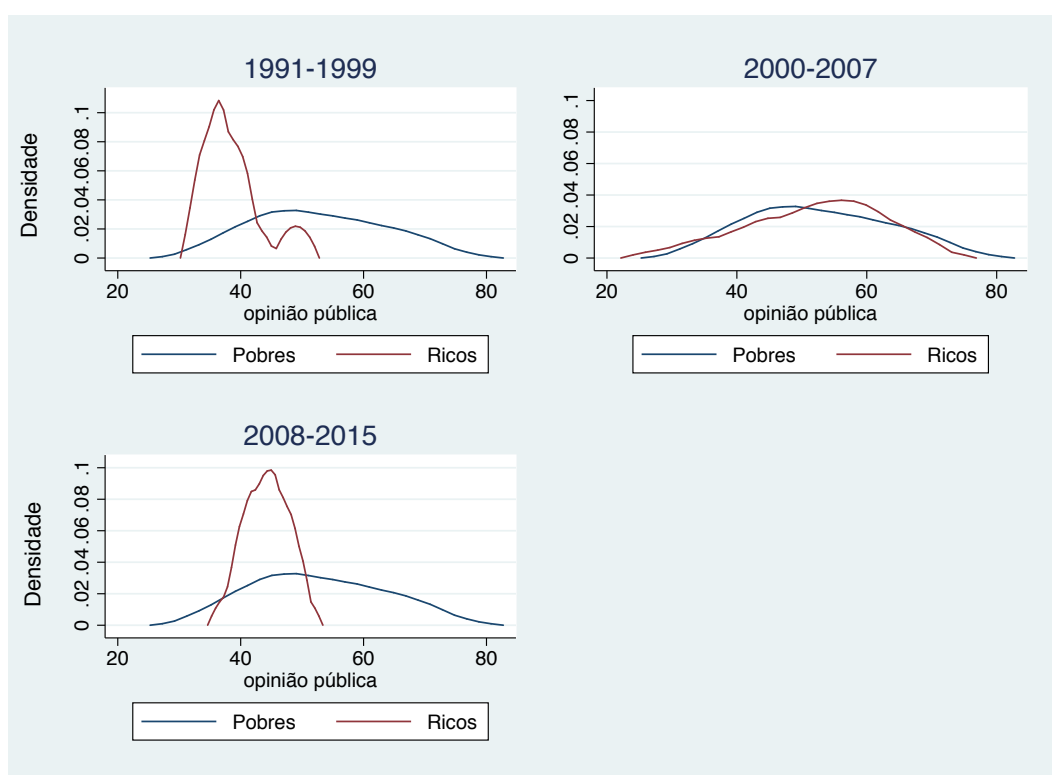 1991-1999
Densidade
0 .02 .04 .06 .08 .1
20 40 60 80
opinião pública
Pobres Ricos
2000-2007
0 .02 .04 .06 .08 .1
20 40 60 80
opinião pública
Pobres Ricos
2008-2015
Densidade
0 .02 .04 .06 .08 .1
20 40 60 80
opinião pública
Pobres Ricos